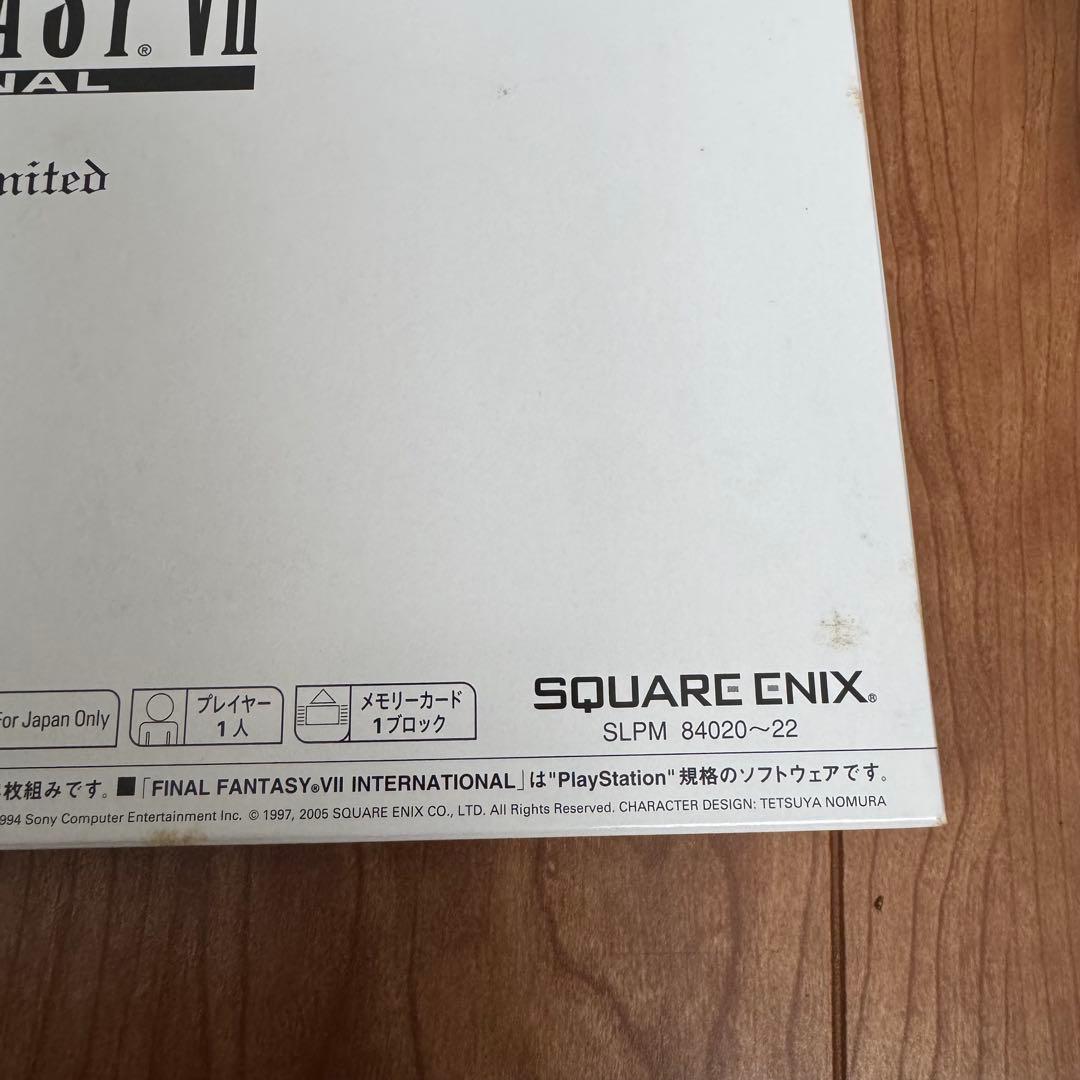 ASY® VII
NAL
nited
For Japan Only
プレイヤー
1人
メモリーカード
1ブロック
SQUARE ENIX®
SLPM 84020～22
枚組みです。■「FINAL FANTASY®VII INTERNATIONAL」は"PlayStation"規格のソフトウェアです。
1994 Sony Computer Entertainment Inc. © 1997, 2005 SQUARE ENIX CO., LTD. All Rights Reserved. CHARACTER DESIGN: TETSUYA NOMURA